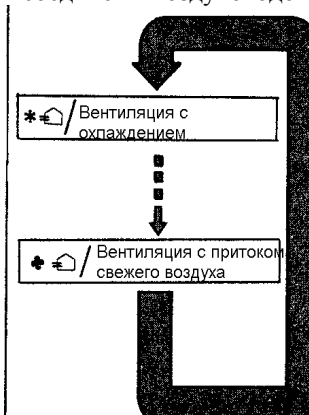 Вентиляция с
охлаждением
Вентиляция с притоком
свежего воздуха